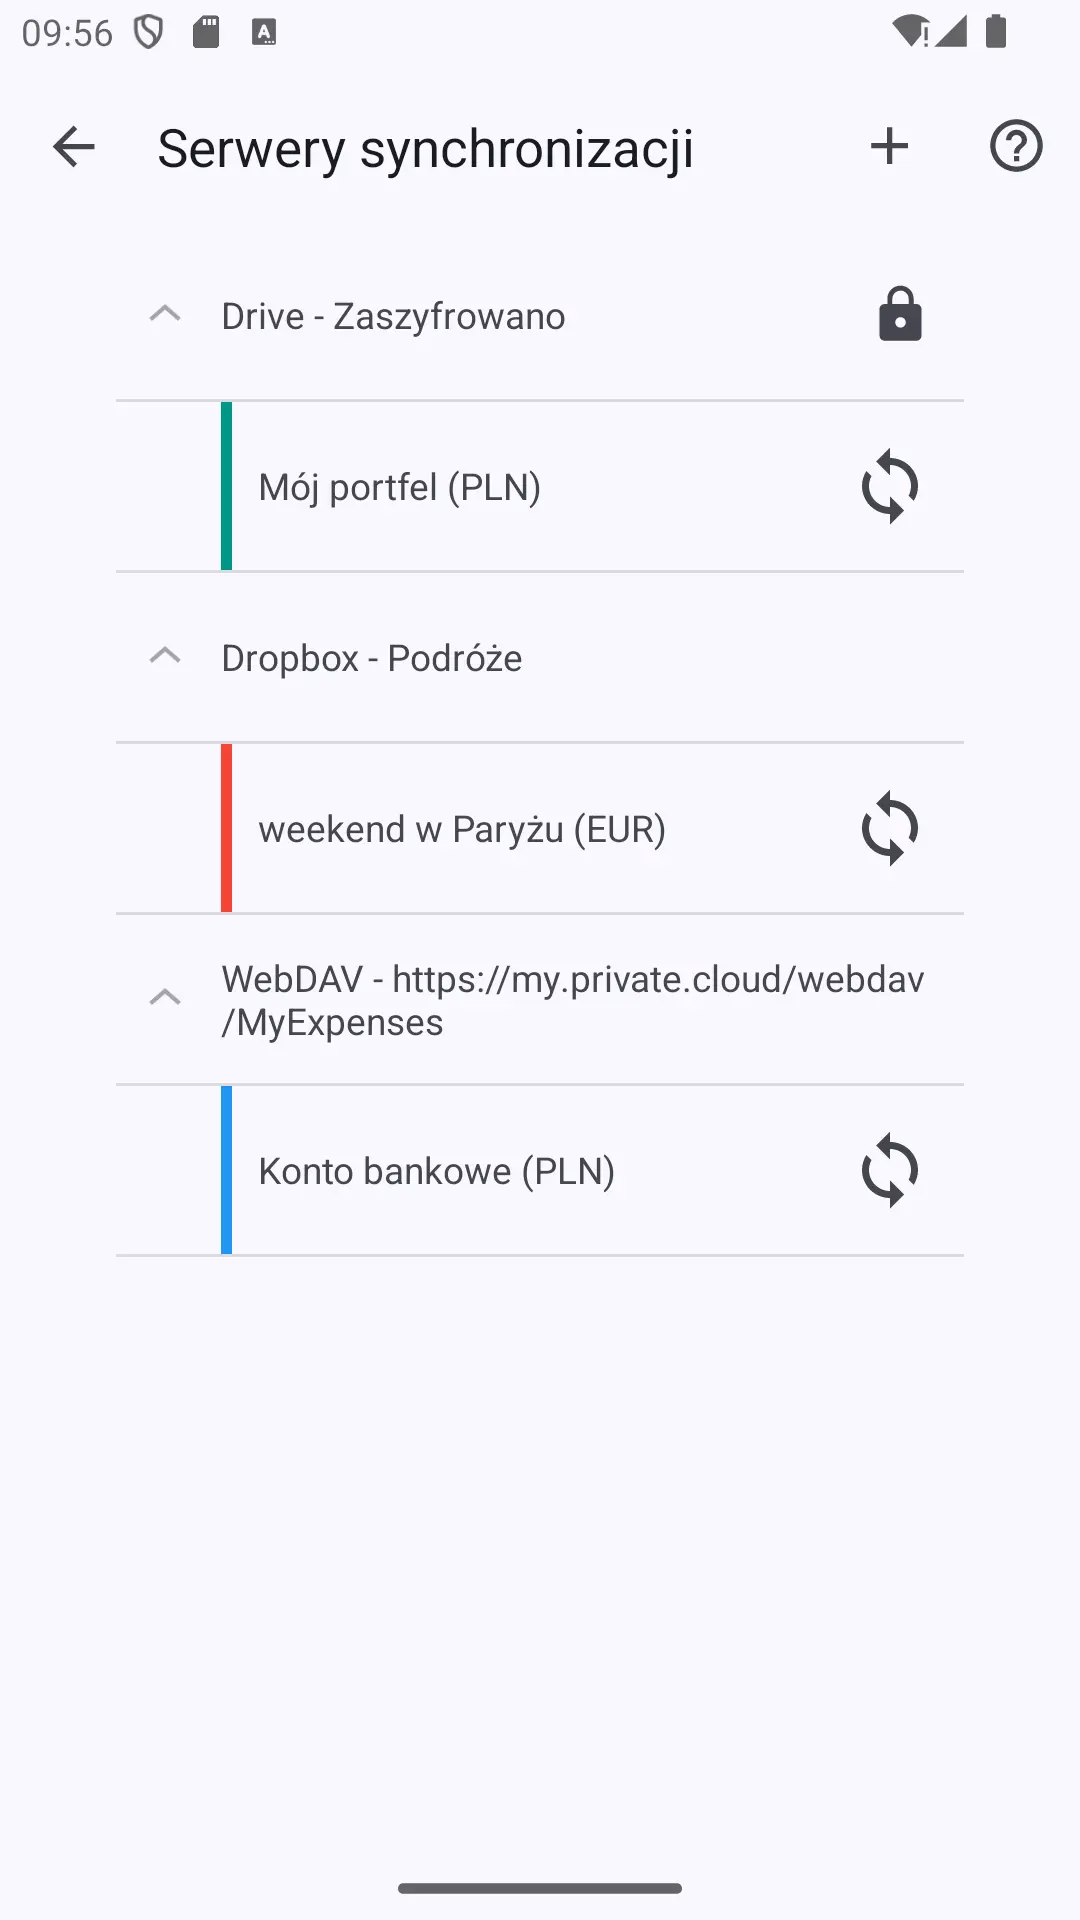 09:56
Serwery synchronizacji
Drive - Zaszyfrowano
Mój portfel (PLN)
Dropbox - Podróże
weekend w Paryżu (EUR)
WebDAV - https://my.private.cloud/webdav
/MyExpenses
Konto bankowe (PLN)